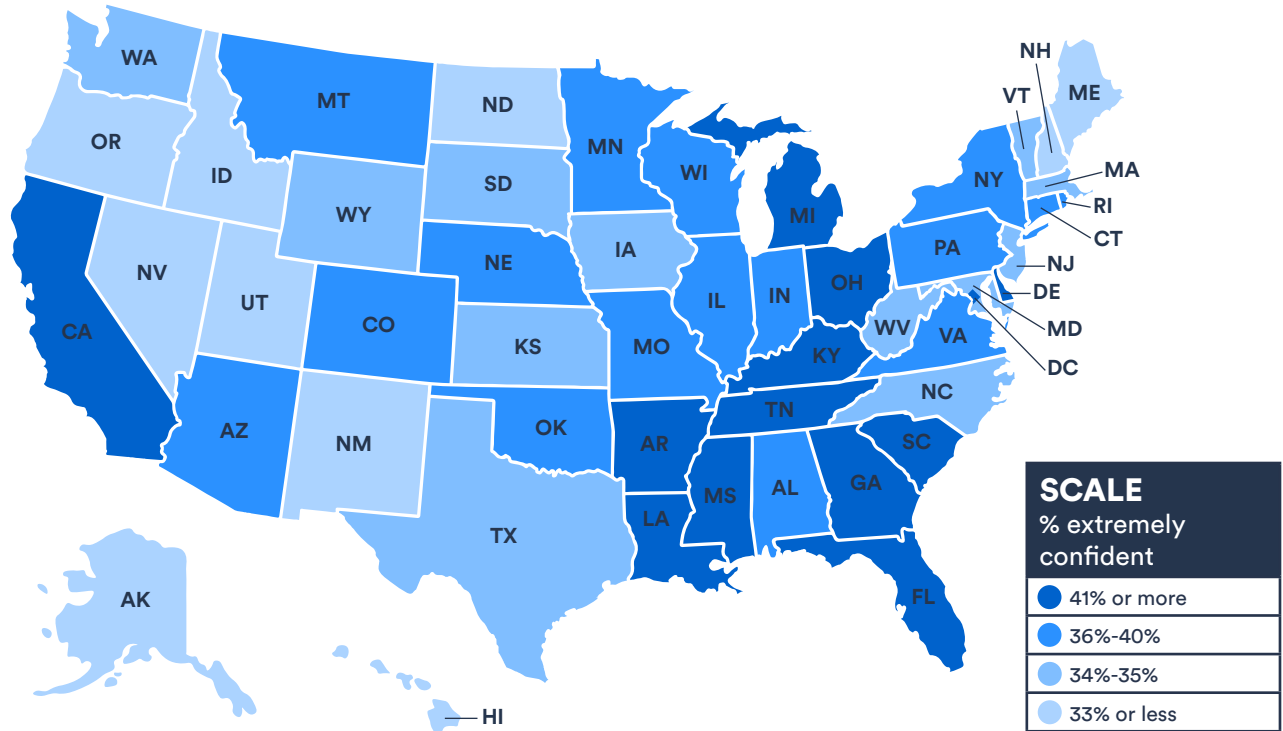 NH
WA
VT
ME
MT
ND
OR
MN
ID
SD
WI
MA
NY
WY
RI
MI
CT
IA
PA
NE
NJ
NV
OH
DE
UT
IL
IN
CO
WV
MD
CA
VA
KS
MO
KY
DC
NC
TN
AZ
OK
NM
AR
SC
GA
AL
MS
SCALE
LA
% extremely
TX
confident
FL
41% or more
AK
36%-40%
34%-35%
33% or less
HI